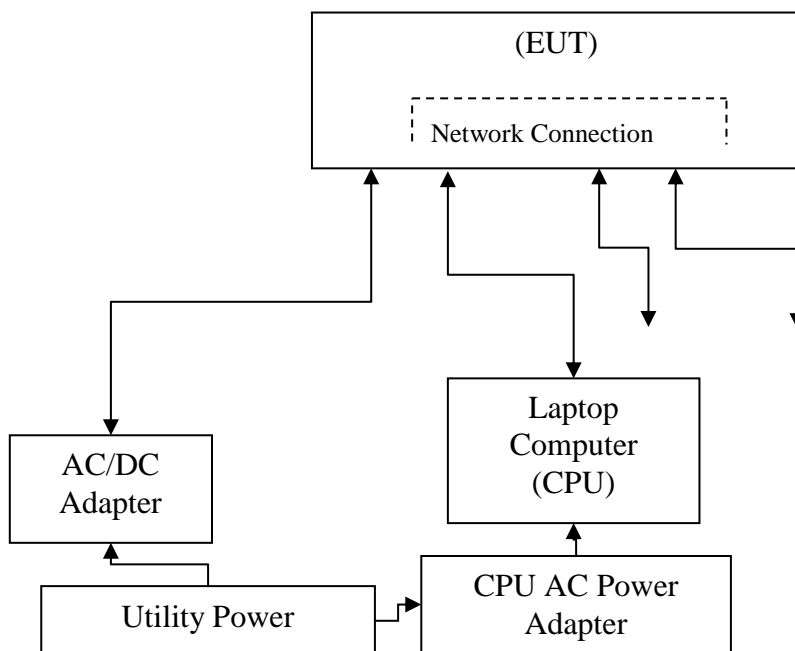 (EUT)
Network Connection
Laptop
Computer
(CPU)
AC/DC
Adapter
CPU AC Power
Adapter
Utility Power